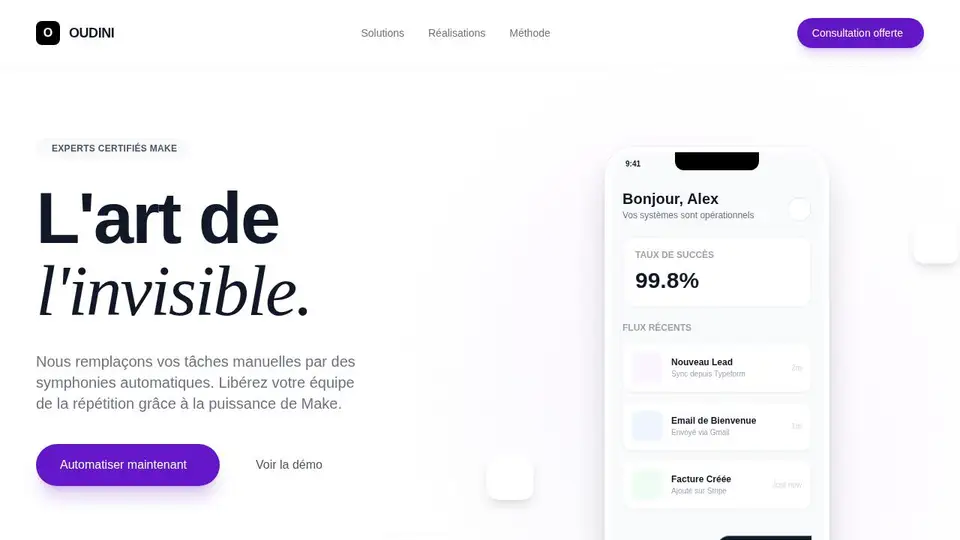 O OUDINI
Solutions Réalisations Méthode
Consultation offerte
EXPERTS CERTIFIÉS MAKE
L'art de
l'invisible.
Nous remplaçons vos tâches manuelles par des
symphonies automatiques. Libérez votre équipe
de la répétition grâce à la puissance de Make.
Automatiser maintenant
Voir la démo
9:41
Bonjour, Alex
Vos systèmes sont opérationnels
TAUX DE SUCCÈS
99.8%
FLUX RÉCENTS
Nouveau Lead
Sync depuis Typeform
2m
Email de Bienvenue
Envoyé via Gmail
Facture Créée
Ajouté sur Stripe
Just now